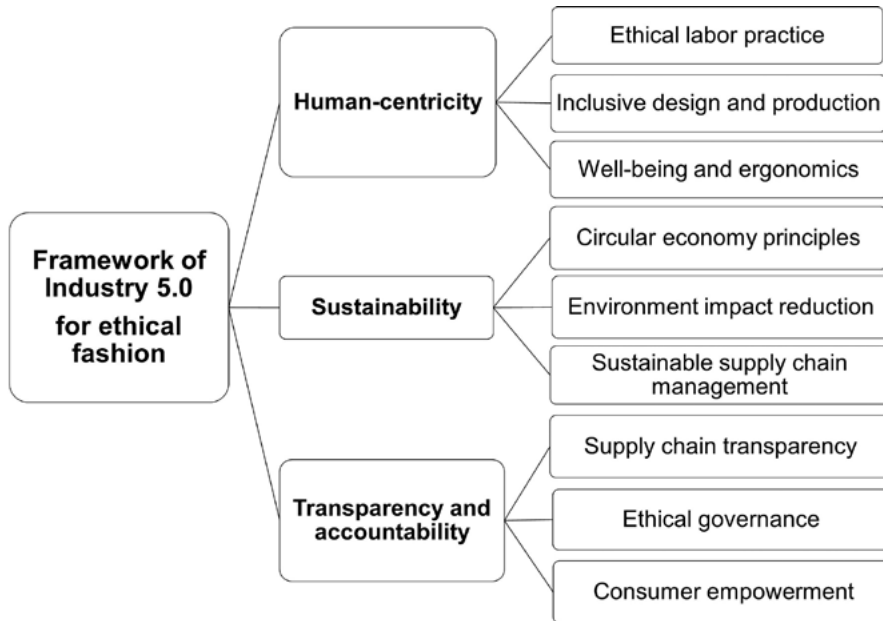 Framework of
Industry 5.0
for ethical
fashion
Human-centricity
Ethical labor practice
Inclusive design and production
Well-being and ergonomics
Sustainability
Circular economy principles
Environment impact reduction
Sustainable supply chain
management
Transparency and
accountability
Supply chain transparency
Ethical governance
Consumer empowerment